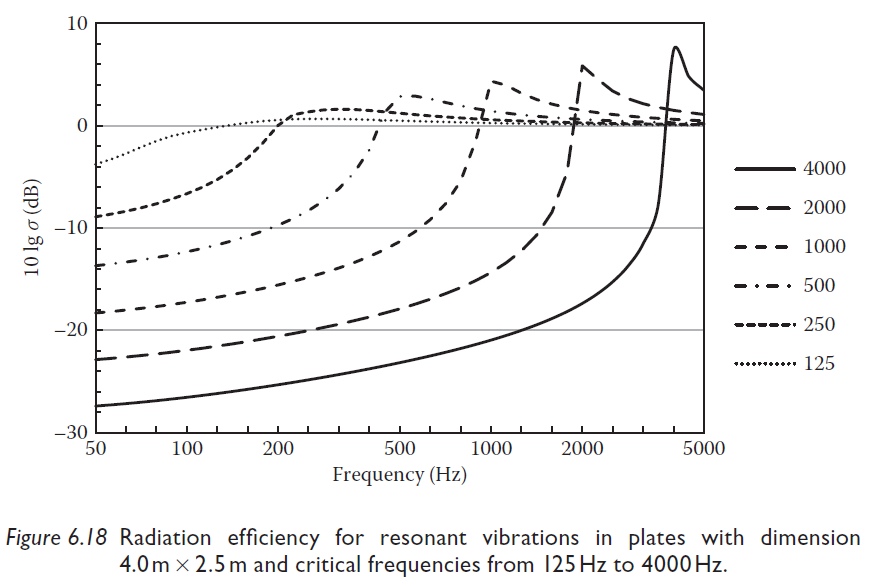 10
0
−10
−20
−30
10 lg σ (dB)
50 100 200 500 1000 2000 5000
Frequency (Hz)
4000
2000
1000
500
250
125
Figure 6.18 Radiation efficiency for resonant vibrations in plates with dimension
4.0 m × 2.5 m and critical frequencies from 125 Hz to 4000 Hz.